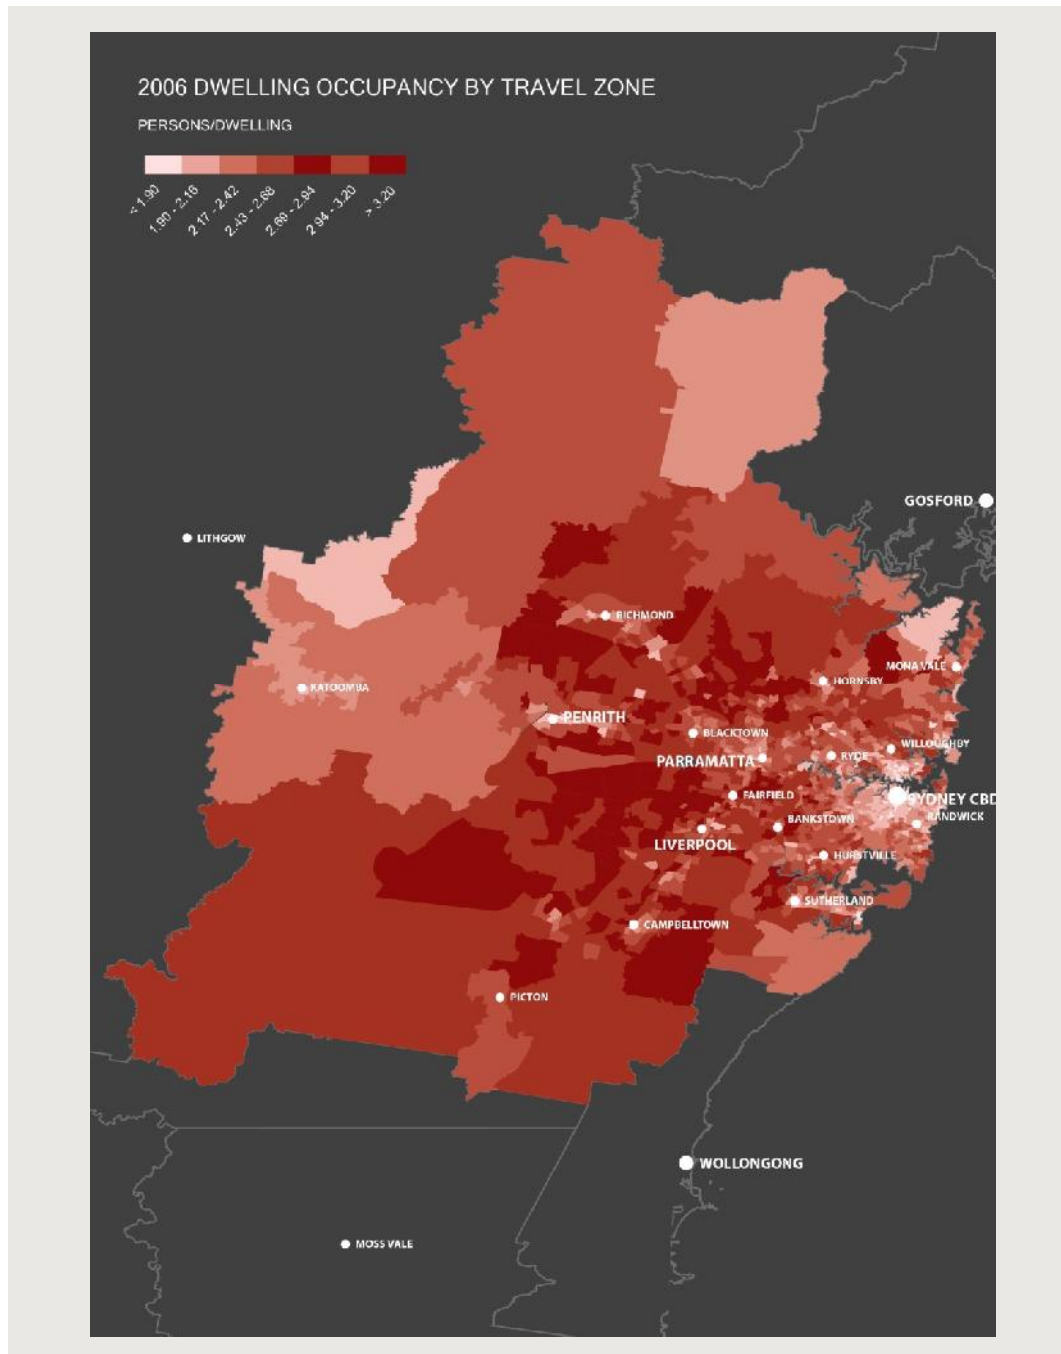 2006 DWELLING OCCUPANCY BY TRAVEL ZONE
PERSONS/DWELLING
< 1.90
1.90 - 2.16
2.17 - 2.42
2.43 - 2.68
2.69 - 2.94
2.94 - 3.20
> 3.20
GOSFORD
LITHGOW
RICHMOND
MONA VALE
HORNSBY
KATOOMBA
PENRITH
BLACKTOWN
WILLOUGHBY
PARRAMATTA
RYDE
FAIRFIELD
SYDNEY CBD
RANDWICK
BANKSTOWN
LIVERPOOL
HURSTVILLE
SUTHERLAND
CAMPBELLTOWN
PICTON
WOLLONGONG
MOSS VALE